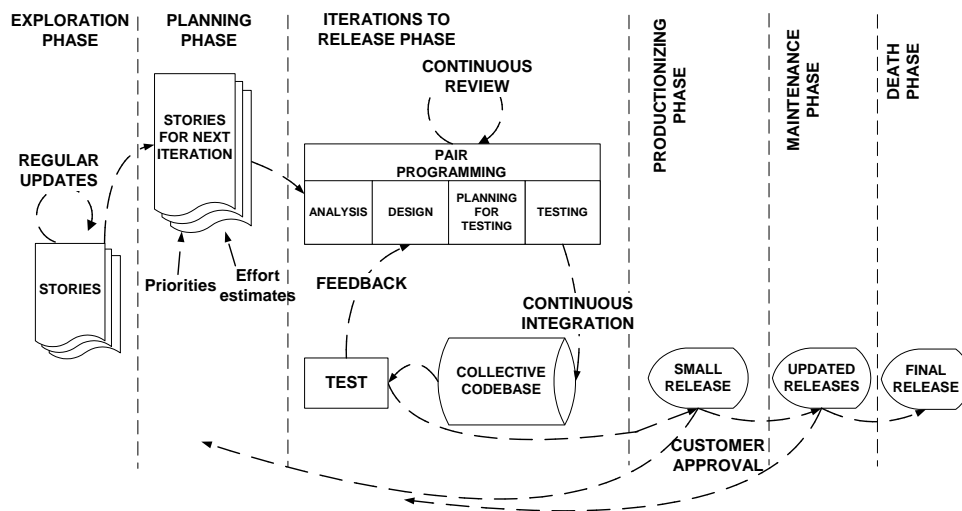 EXPLORATION
PHASE
PLANNING
PHASE
ITERATIONS TO
RELEASE PHASE
PRODUCTIONIZING
PHASE
MAINTENANCE
PHASE
DEATH
PHASE
CONTINUOUS
REVIEW
STORIES
FOR NEXT
ITERATION
REGULAR
UPDATES
STORIES
Priorities
Effort
estimates
PAIR
PROGRAMMING
ANALYSIS
DESIGN
PLANNING
FOR
TESTING
TESTING
FEEDBACK
CONTINUOUS
INTEGRATION
TEST
COLLECTIVE
CODEBASE
SMALL
RELEASE
UPDATED
RELEASES
FINAL
RELEASE
CUSTOMER
APPROVAL